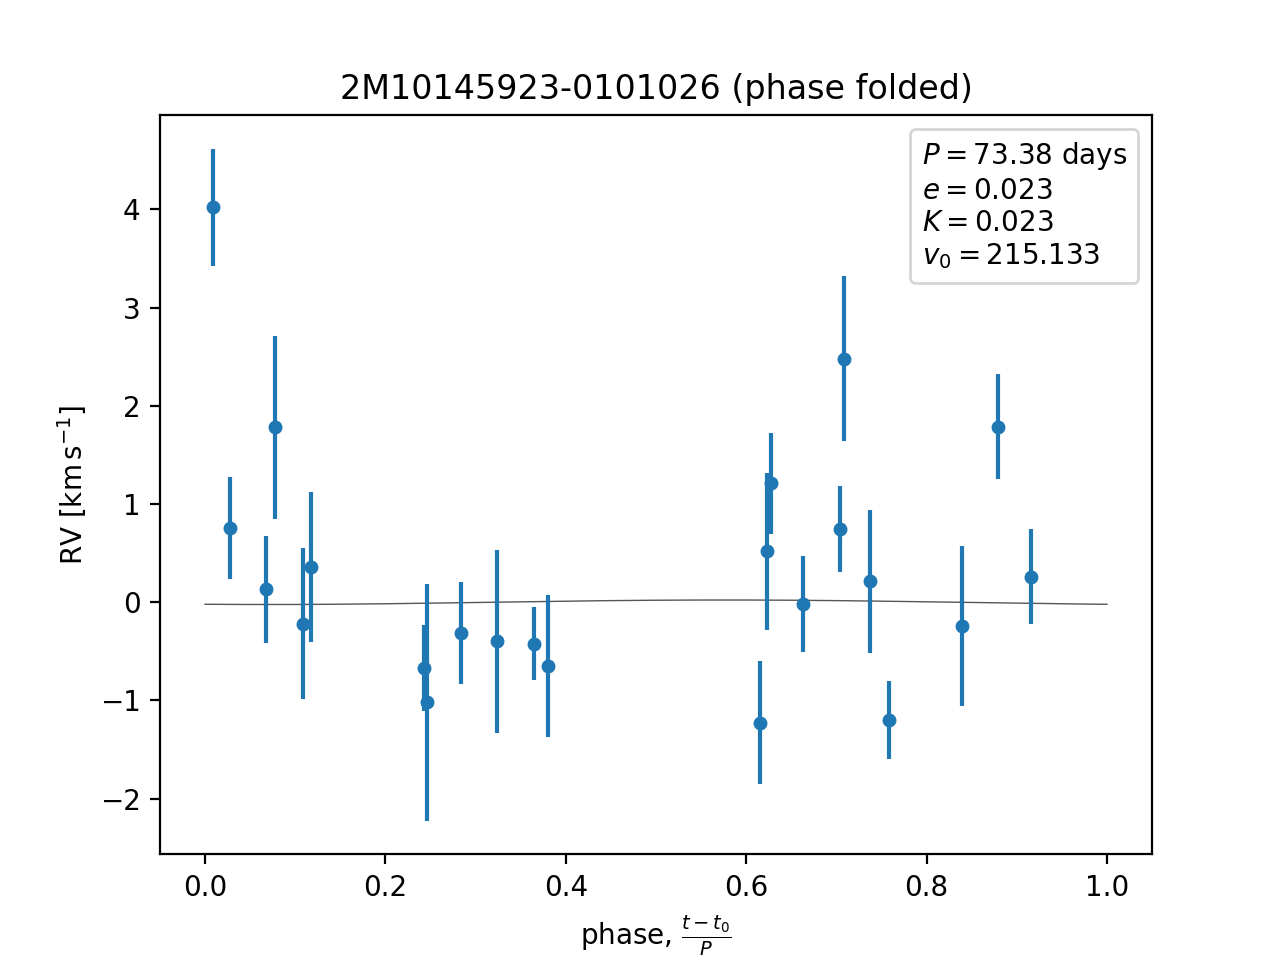 2M10145923-0101026 (phase folded)
P = 73.38 days
e = 0.023
K = 0.023
v₀ = 215.133
RV [km s⁻¹]
4
3
2
1
0
−1
−2
0.0 0.2 0.4 0.6 0.8 1.0
phase, (t − t₀)/P